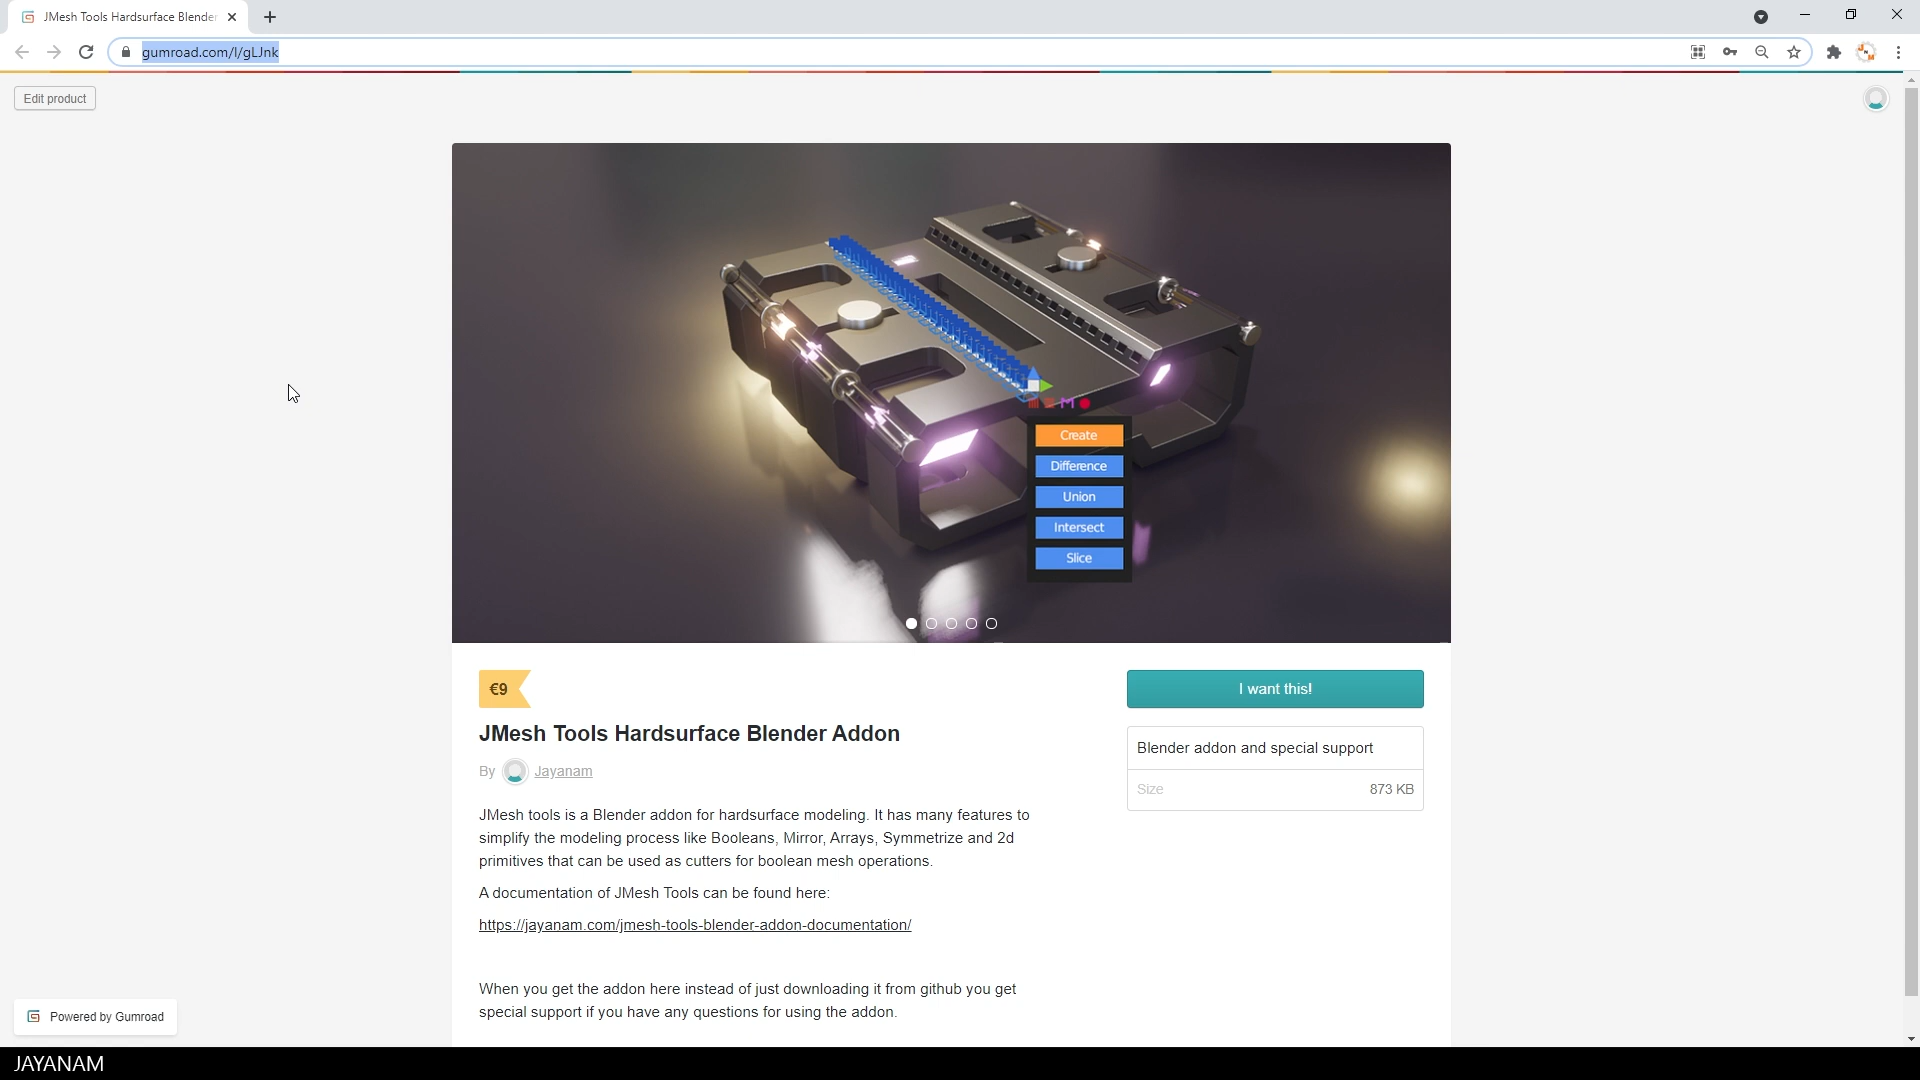 JMesh Tools Hardsurface Blender
gumroad.com/l/gLJnk
Edit product
Create
Difference
Union
Intersect
Slice
€9
I want this!
JMesh Tools Hardsurface Blender Addon
Blender addon and special support
By Jayanam
Size 873 KB
JMesh tools is a Blender addon for hardsurface modeling. It has many features to
simplify the modeling process like Booleans, Mirror, Arrays, Symmetrize and 2d
primitives that can be used as cutters for boolean mesh operations.
A documentation of JMesh Tools can be found here:
https://jayanam.com/jmesh-tools-blender-addon-documentation/
When you get the addon here instead of just downloading it from github you get
special support if you have any questions for using the addon.
Powered by Gumroad
JAYANAM